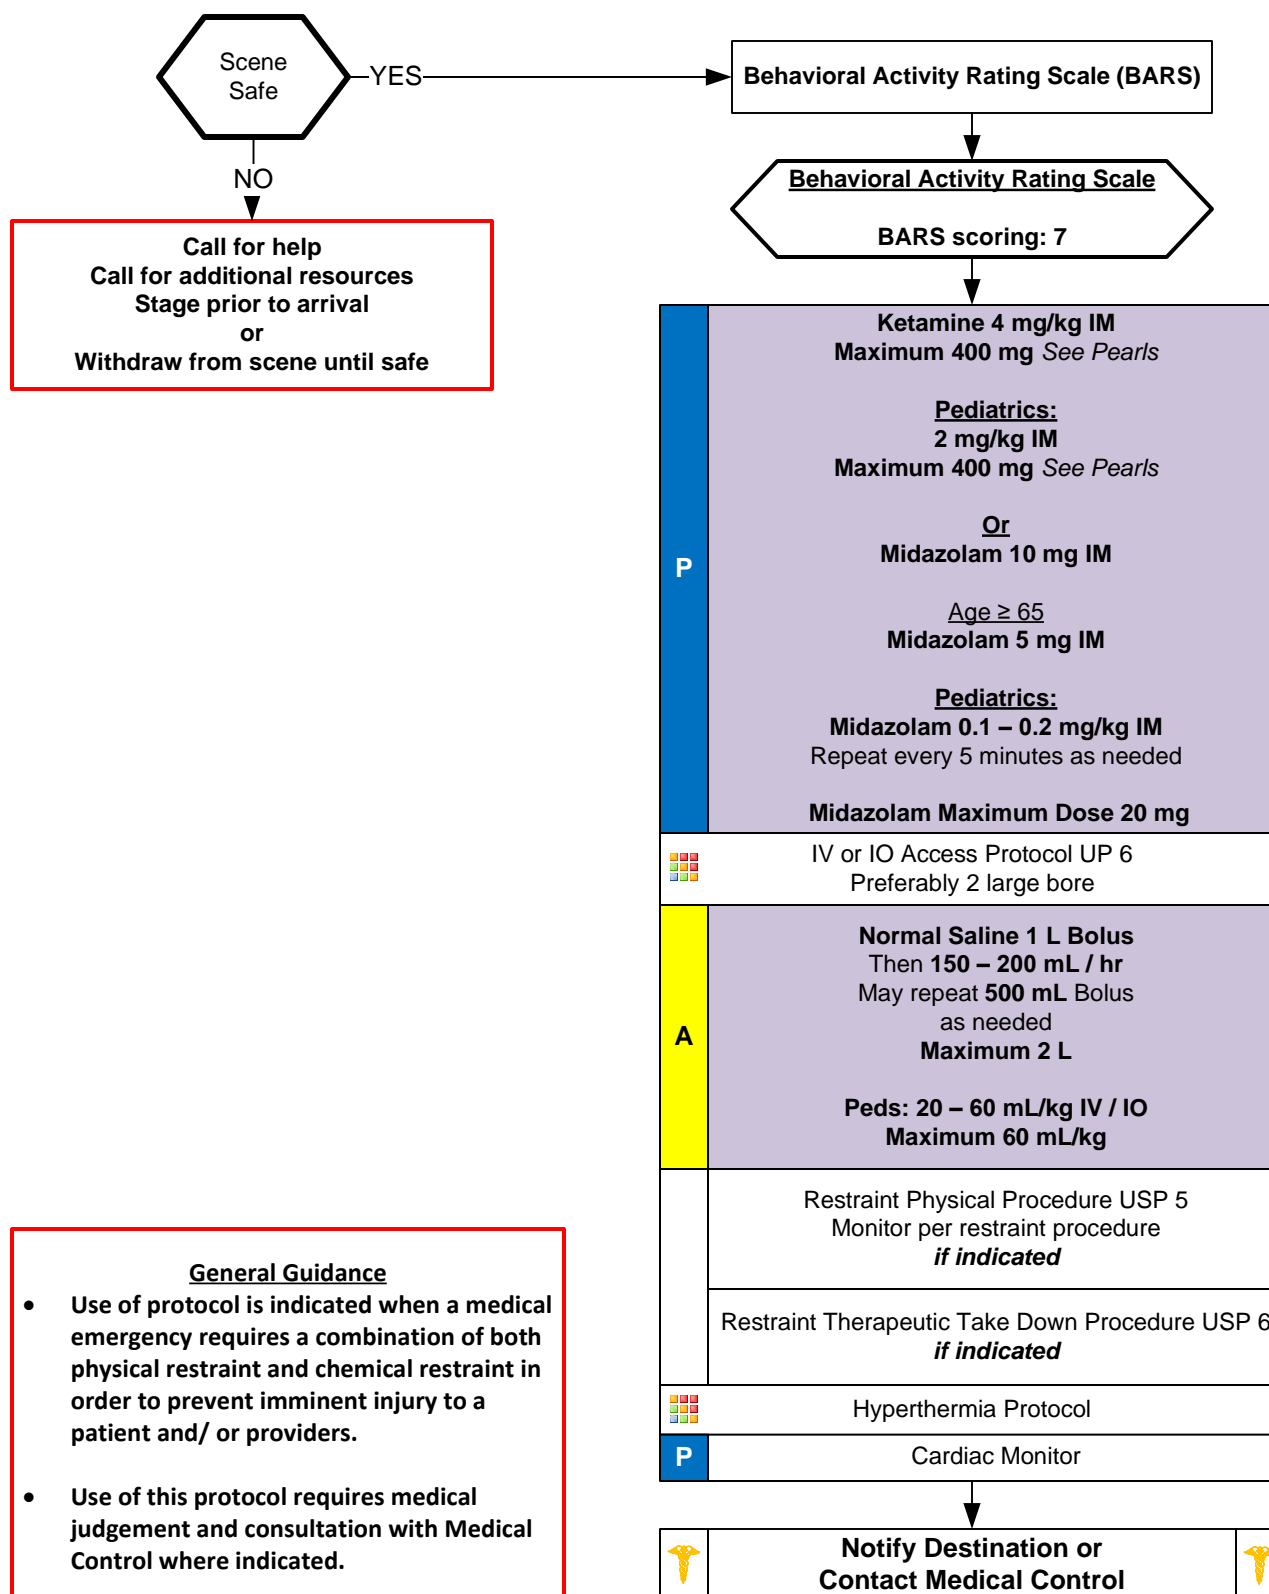 Scene
Safe
YES
NO
Call for help
Call for additional resources
Stage prior to arrival
or
Withdraw from scene until safe
Behavioral Activity Rating Scale (BARS)
Behavioral Activity Rating Scale
BARS scoring: 7
P
Ketamine 4 mg/kg IM
Maximum 400 mg See Pearls
Pediatrics:
2 mg/kg IM
Maximum 400 mg See Pearls
Or
Midazolam 10 mg IM
Age ≥ 65
Midazolam 5 mg IM
Pediatrics:
Midazolam 0.1 – 0.2 mg/kg IM
Repeat every 5 minutes as needed
Midazolam Maximum Dose 20 mg
IV or IO Access Protocol UP 6
Preferably 2 large bore
A
Normal Saline 1 L Bolus
Then 150 – 200 mL / hr
May repeat 500 mL Bolus
as needed
Maximum 2 L
Peds: 20 – 60 mL/kg IV / IO
Maximum 60 mL/kg
Restraint Physical Procedure USP 5
Monitor per restraint procedure
if indicated
Restraint Therapeutic Take Down Procedure USP 6
if indicated
Hyperthermia Protocol
P
Cardiac Monitor
Notify Destination or
Contact Medical Control
General Guidance
• Use of protocol is indicated when a medical
emergency requires a combination of both
physical restraint and chemical restraint in
order to prevent imminent injury to a
patient and/ or providers.
• Use of this protocol requires medical
judgement and consultation with Medical
Control where indicated.